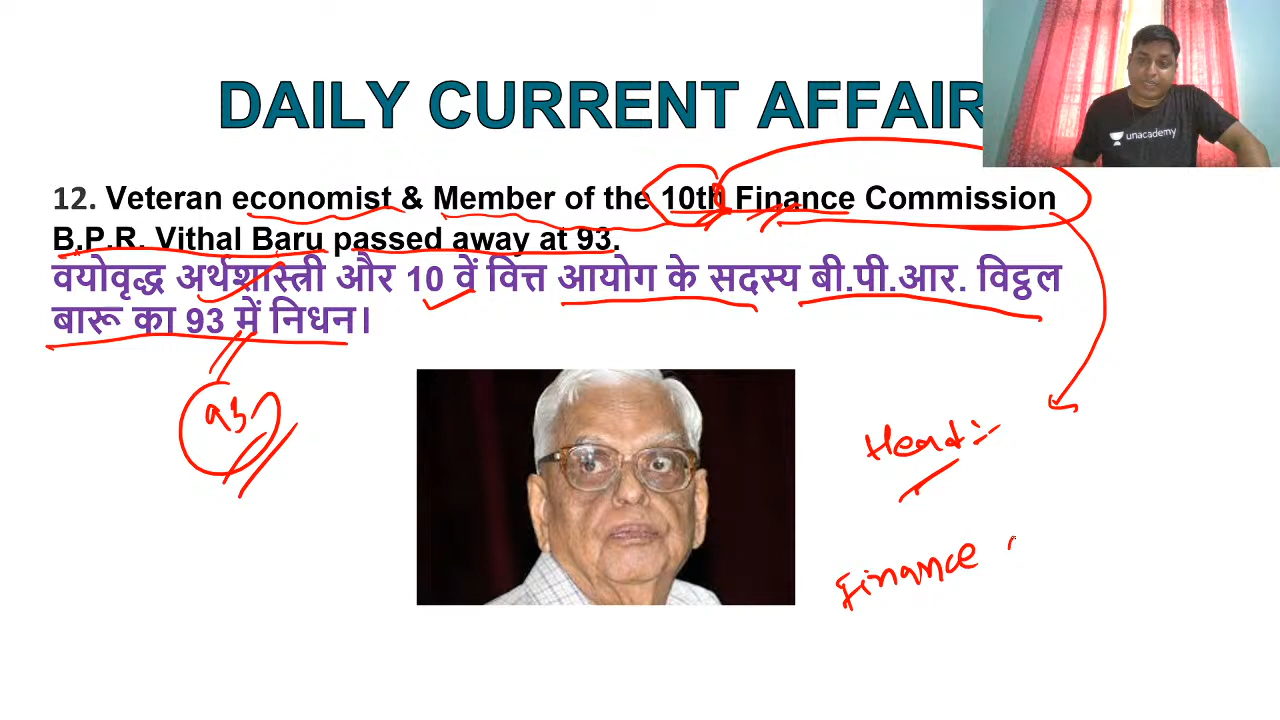 DAILY CURRENT AFFAIR
unacademy
12. Veteran economist & Member of the 10th Finance Commission
B.P.R. Vithal Baru passed away at 93.
वयोवृद्ध अर्थशास्त्री और 10 वें वित्त आयोग के सदस्य बी.पी.आर. विट्ठल
बारू का 93 में निधन।
93
Head:-
Finance